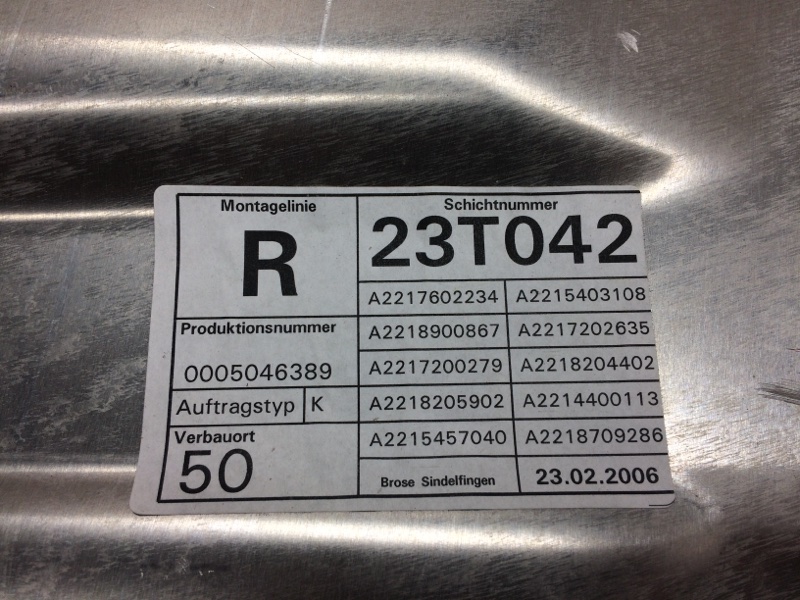 Montagelinie
R
Schichtnummer
23T042
Produktionsnummer
0005046389
Auftragstyp K
Verbauort
50
A2217602234 A2215403108
A2218900867 A2217202635
A2217200279 A2218204402
A2218205902 A2214400113
A2215457040 A2218709286
Brose Sindelfingen 23.02.2006